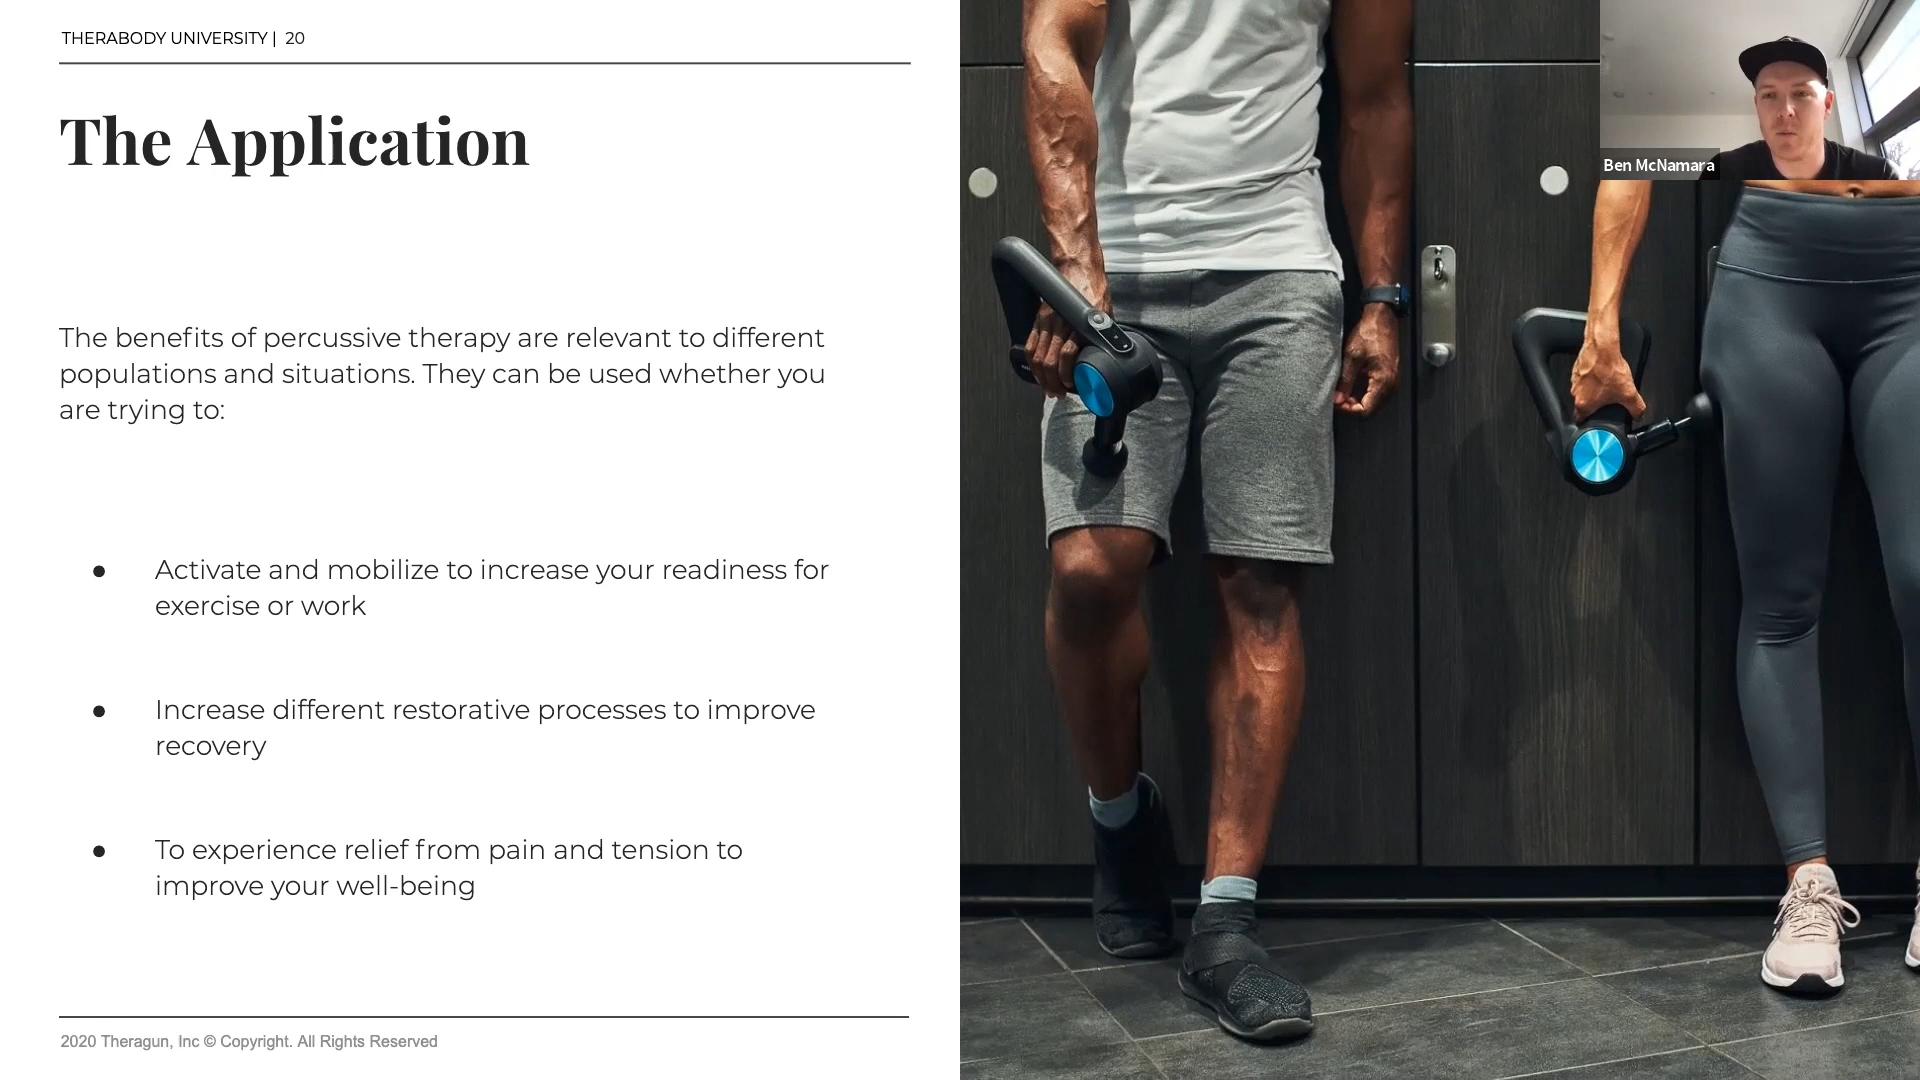 THERABODY UNIVERSITY | 20
The Application
The benefits of percussive therapy are relevant to different
populations and situations. They can be used whether you
are trying to:
● Activate and mobilize to increase your readiness for
exercise or work
● Increase different restorative processes to improve
recovery
● To experience relief from pain and tension to
improve your well-being
2020 Theragun, Inc © Copyright. All Rights Reserved
Ben McNamara